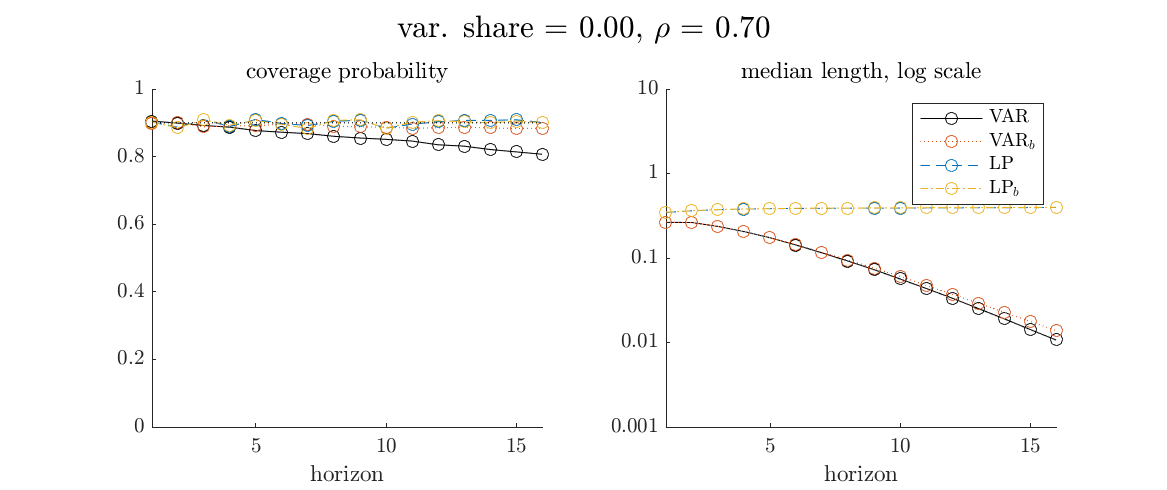 var. share = 0.00, ρ = 0.70
coverage probability
1
0.8
0.6
0.4
0.2
0
5 10 15
horizon
median length, log scale
10
1
0.1
0.01
0.001
VAR
VAR_b
LP
LP_b
5 10 15
horizon